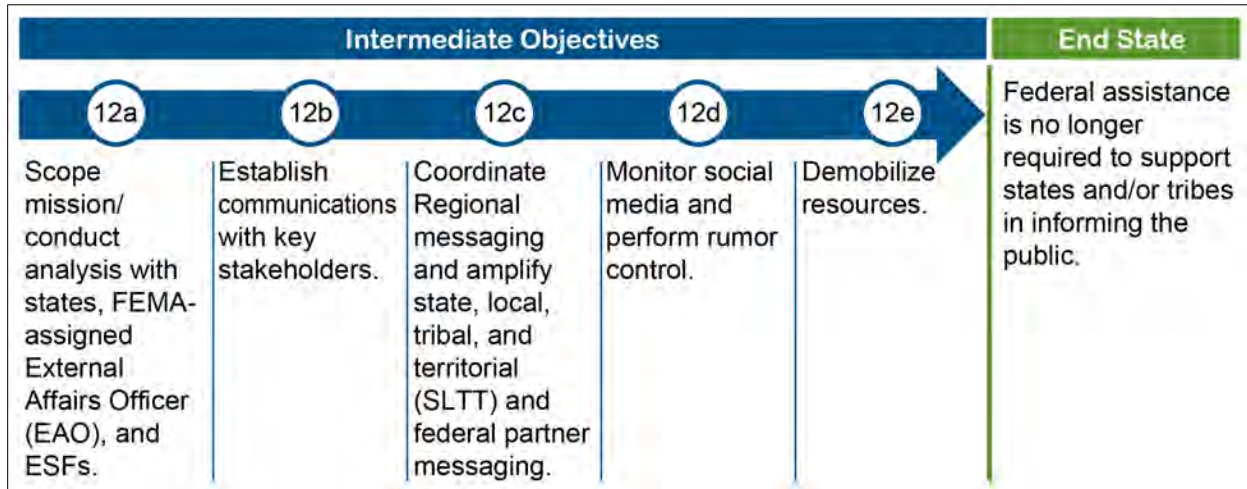 Intermediate Objectives
End State
12a
12b
12c
12d
12e
Scope
mission/
conduct
analysis with
states, FEMA-
assigned
External
Affairs Officer
(EAO), and
ESFs.
Establish
communications
with key
stakeholders.
Coordinate
Regional
messaging
and amplify
state, local,
tribal, and
territorial
(SLTT) and
federal partner
messaging.
Monitor social
media and
perform rumor
control.
Demobilize
resources.
Federal assistance
is no longer
required to support
states and/or tribes
in informing the
public.